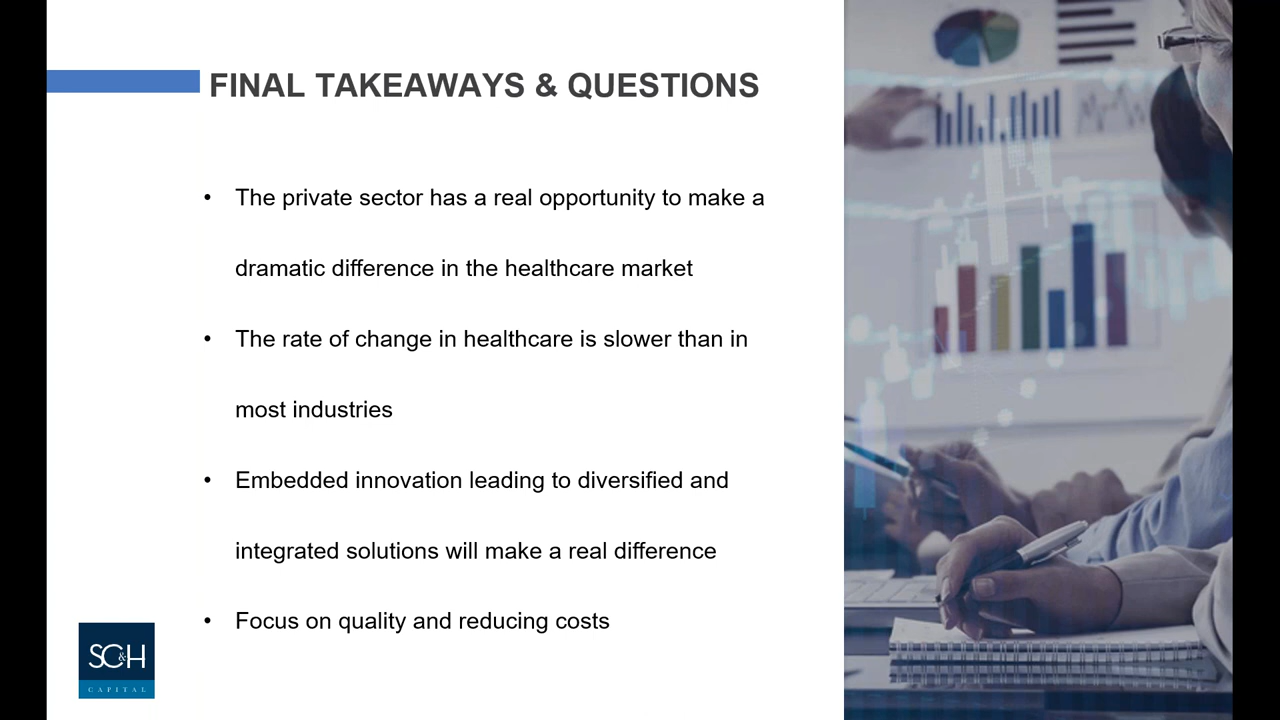 FINAL TAKEAWAYS & QUESTIONS
• The private sector has a real opportunity to make a
dramatic difference in the healthcare market
• The rate of change in healthcare is slower than in
most industries
• Embedded innovation leading to diversified and
integrated solutions will make a real difference
• Focus on quality and reducing costs
SC&H
CAPITAL